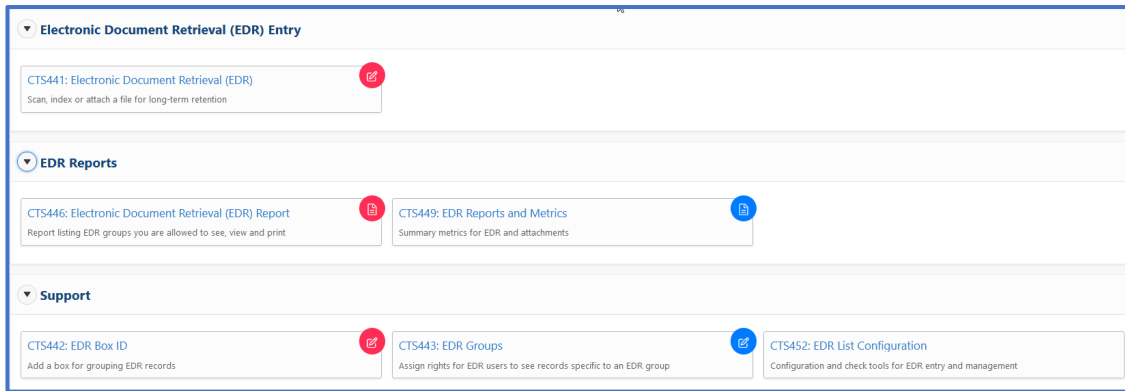 Electronic Document Retrieval (EDR) Entry
CTS441: Electronic Document Retrieval (EDR)
Scan, index or attach a file for long-term retention
EDR Reports
CTS446: Electronic Document Retrieval (EDR) Report
Report listing EDR groups you are allowed to see, view and print
CTS449: EDR Reports and Metrics
Summary metrics for EDR and attachments
Support
CTS442: EDR Box ID
Add a box for grouping EDR records
CTS443: EDR Groups
Assign rights for EDR users to see records specific to an EDR group
CTS452: EDR List Configuration
Configuration and check tools for EDR entry and management